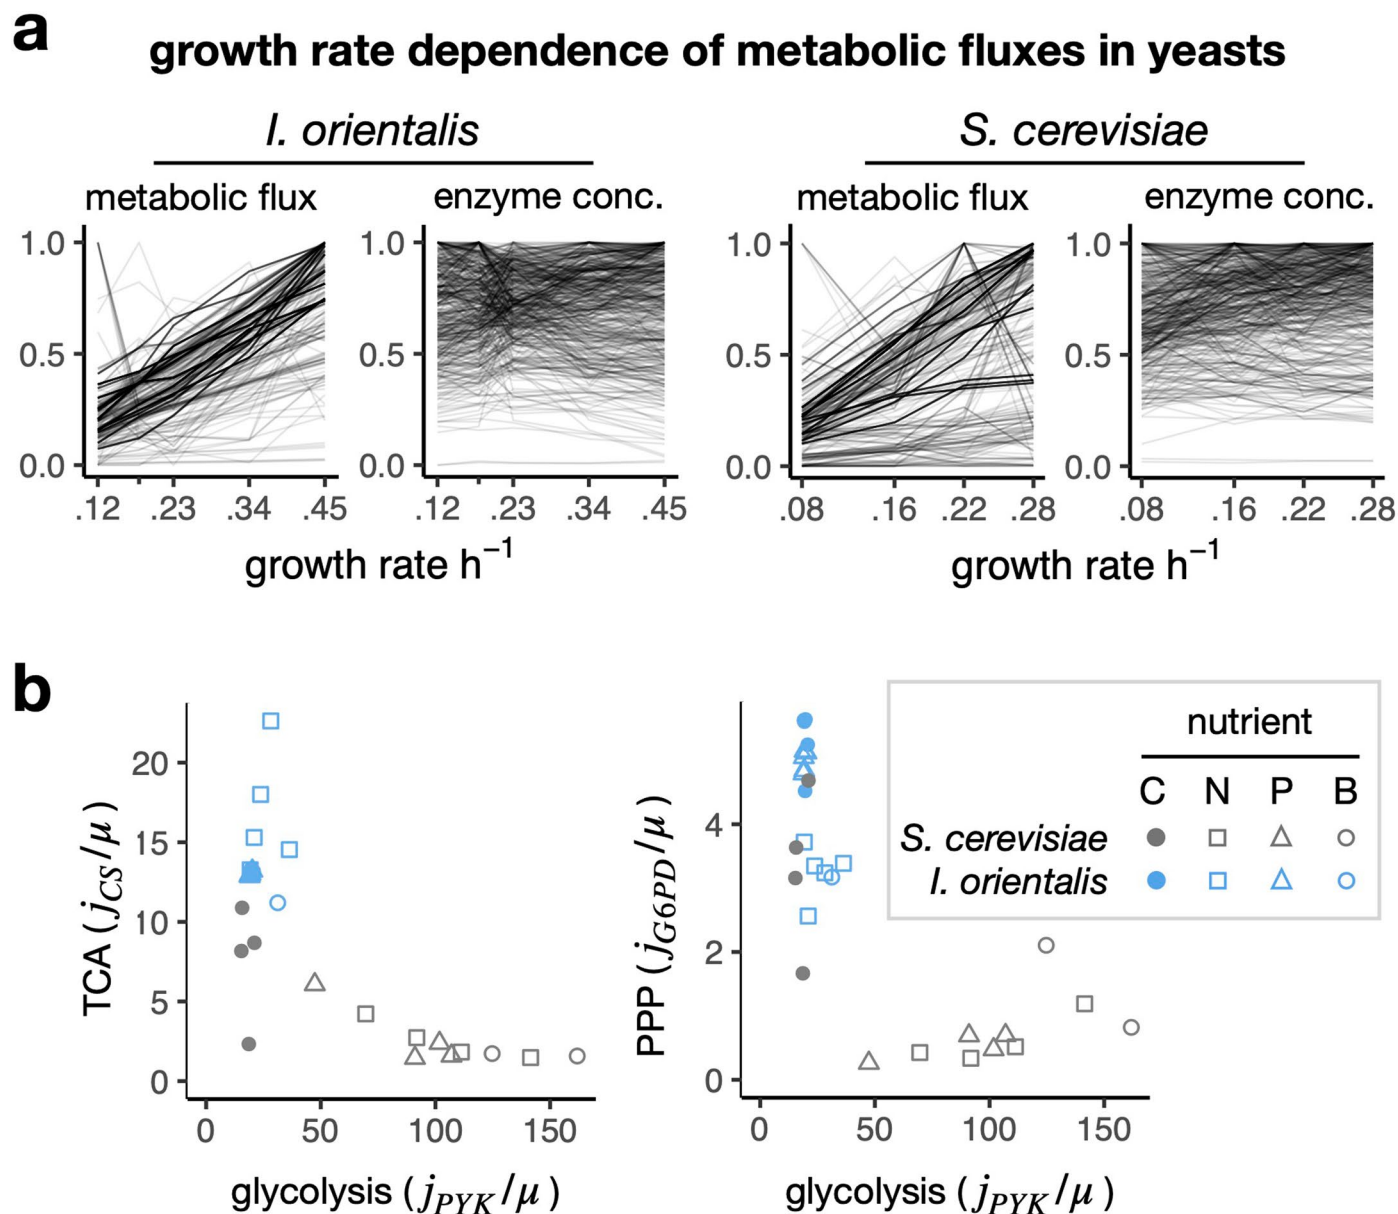 a
growth rate dependence of metabolic fluxes in yeasts
I. orientalis
S. cerevisiae
metabolic flux
enzyme conc.
metabolic flux
enzyme conc.
1.0
0.5
0.0
1.0
0.5
0.0
1.0
0.5
0.0
1.0
0.5
0.0
.12 .23 .34 .45
.12 .23 .34 .45
.08 .16 .22 .28
.08 .16 .22 .28
growth rate h⁻¹
growth rate h⁻¹
b
TCA (j_CS/μ)
20
15
10
5
0
0 50 100 150
glycolysis (j_PYK/μ)
PPP (j_G6PD/μ)
4
2
0
0 50 100 150
glycolysis (j_PYK/μ)
nutrient
C N P B
S. cerevisiae
I. orientalis